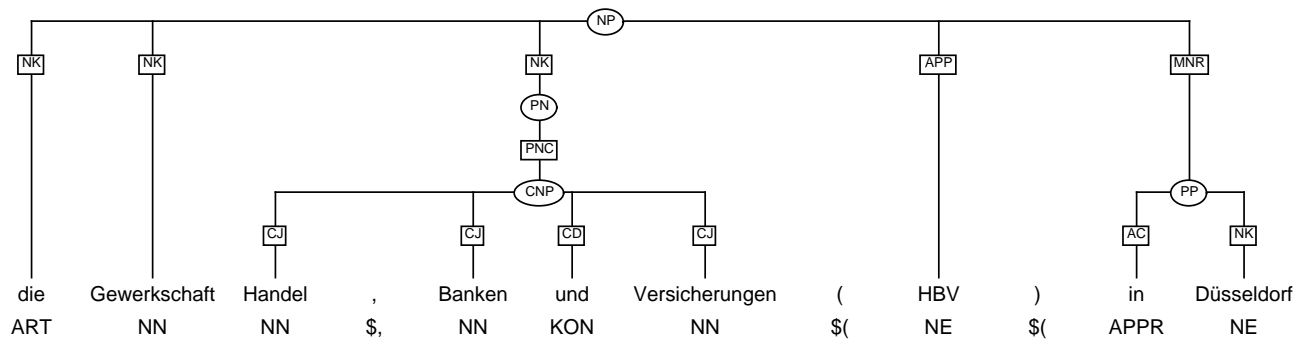 NP
NK NK NK APP MNR
PN
PNC
CNP PP
CJ CJ CD CJ AC NK
die Gewerkschaft Handel , Banken und Versicherungen ( HBV ) in Düsseldorf
ART NN NN $, NN KON NN $( NE $( APPR NE